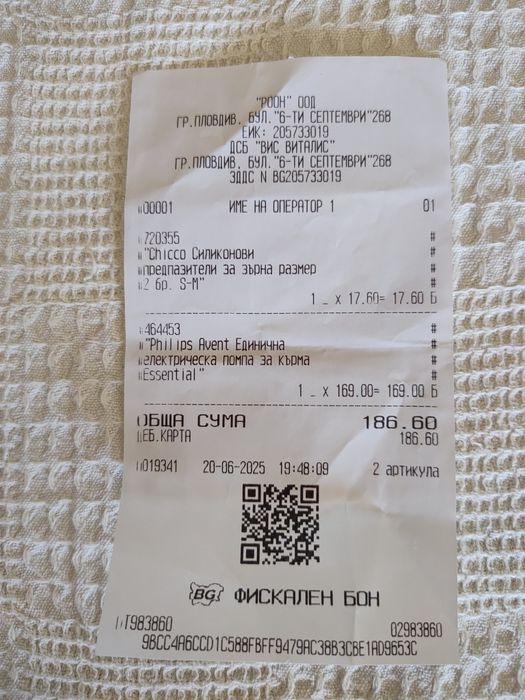 "РООН" ООД
ГР.ПЛОВДИВ, БУЛ."6-ТИ СЕПТЕМВРИ"268
ЕИК: 205733019
ДСБ "ВИС ВИТАЛИС"
ГР.ПЛОВДИВ, БУЛ."6-ТИ СЕПТЕМВРИ"268
ЗДДС N BG205733019
#00001 ИМЕ НА ОПЕРАТОР 1 01
#720355 #
#"Chicco Силиконови #
#предпазители за зърна размер #
#2 бр. S-M" #
1 _ x 17.60= 17.60 Б
#464453 #
#"Philips Avent Единична #
#електрическа помпа за кърма #
#Essential" #
1 _ x 169.00= 169.00 Б
ОБЩА СУМА 186.60
ДЕБ.КАРТА 186.60
0019341 20-06-2025 19:48:09 2 артикула
BG ФИСКАЛЕН БОН
DT983860 02983860
9BCC4A6CCD1C588FBFF9479AC38B3CBE1AD9653C